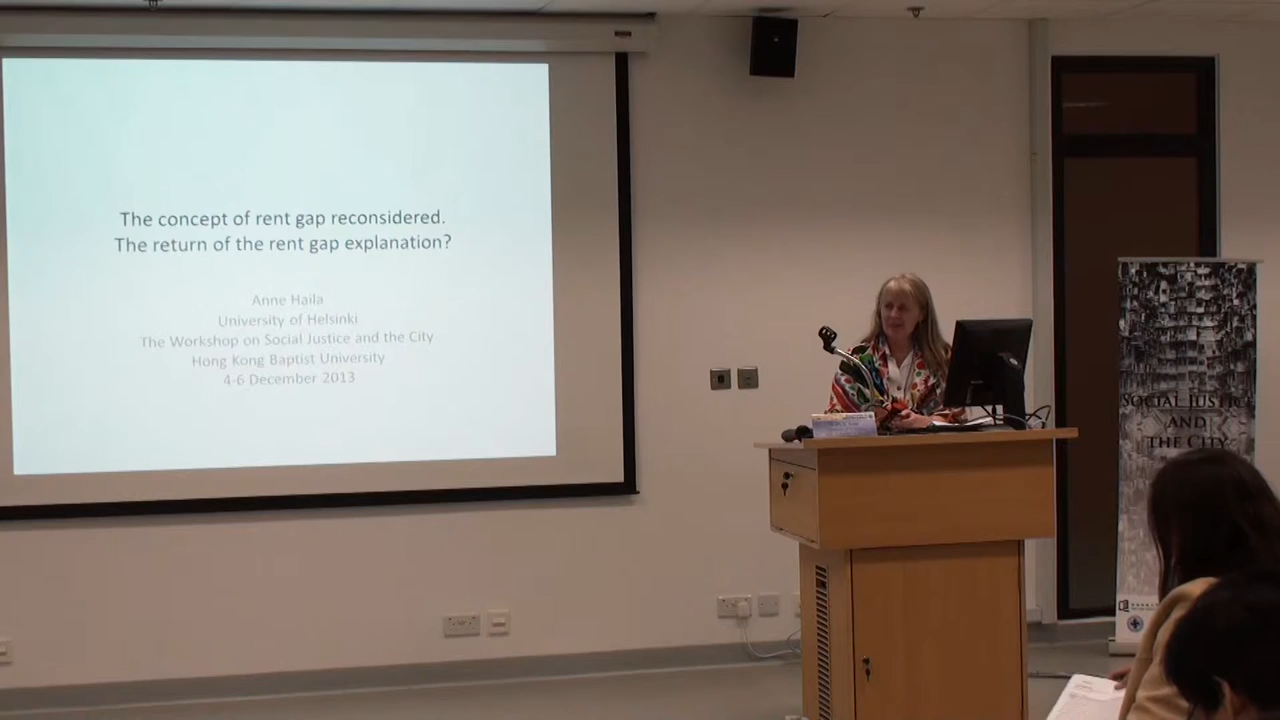 The concept of rent gap reconsidered.
The return of the rent gap explanation?
Anne Haila
University of Helsinki
The Workshop on Social Justice and the City
Hong Kong Baptist University
4-6 December 2013
SOCIAL JUSTICE
AND
THE CITY